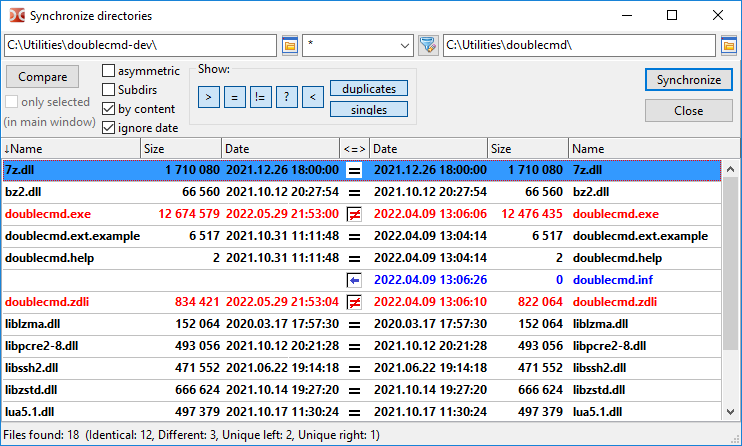 Synchronize directories
C:\Utilities\doublecmd-dev\ * C:\Utilities\doublecmd\
Compare
only selected
(in main window)
asymmetric
Subdirs
by content
ignore date
Show:
> = != ? <
duplicates
singles
Synchronize
Close
↓Name Size Date <=> Date Size Name
7z.dll 1 710 080 2021.12.26 18:00:00 = 2021.12.26 18:00:00 1 710 080 7z.dll
bz2.dll 66 560 2021.10.12 20:27:54 = 2021.10.12 20:27:54 66 560 bz2.dll
doublecmd.exe 12 674 579 2022.05.29 21:53:00 ≠ 2022.04.09 13:06:06 12 476 435 doublecmd.exe
doublecmd.ext.example 6 517 2021.10.31 11:11:48 = 2022.04.09 13:04:14 6 517 doublecmd.ext.example
doublecmd.help 2 2021.10.31 11:11:48 = 2022.04.09 13:04:14 2 doublecmd.help
← 2022.04.09 13:06:26 0 doublecmd.inf
doublecmd.zdli 834 421 2022.05.29 21:53:04 ≠ 2022.04.09 13:06:10 822 064 doublecmd.zdli
liblzma.dll 152 064 2020.03.17 17:57:30 = 2020.03.17 17:57:30 152 064 liblzma.dll
libpcre2-8.dll 493 056 2021.10.12 20:21:28 = 2021.10.12 20:21:28 493 056 libpcre2-8.dll
libssh2.dll 471 552 2021.06.22 19:14:18 = 2021.06.22 19:14:18 471 552 libssh2.dll
libzstd.dll 666 624 2021.10.14 19:27:20 = 2021.10.14 19:27:20 666 624 libzstd.dll
lua5.1.dll 497 379 2021.10.17 11:30:24 = 2021.10.17 11:30:24 497 379 lua5.1.dll
Files found: 18 (Identical: 12, Different: 3, Unique left: 2, Unique right: 1)